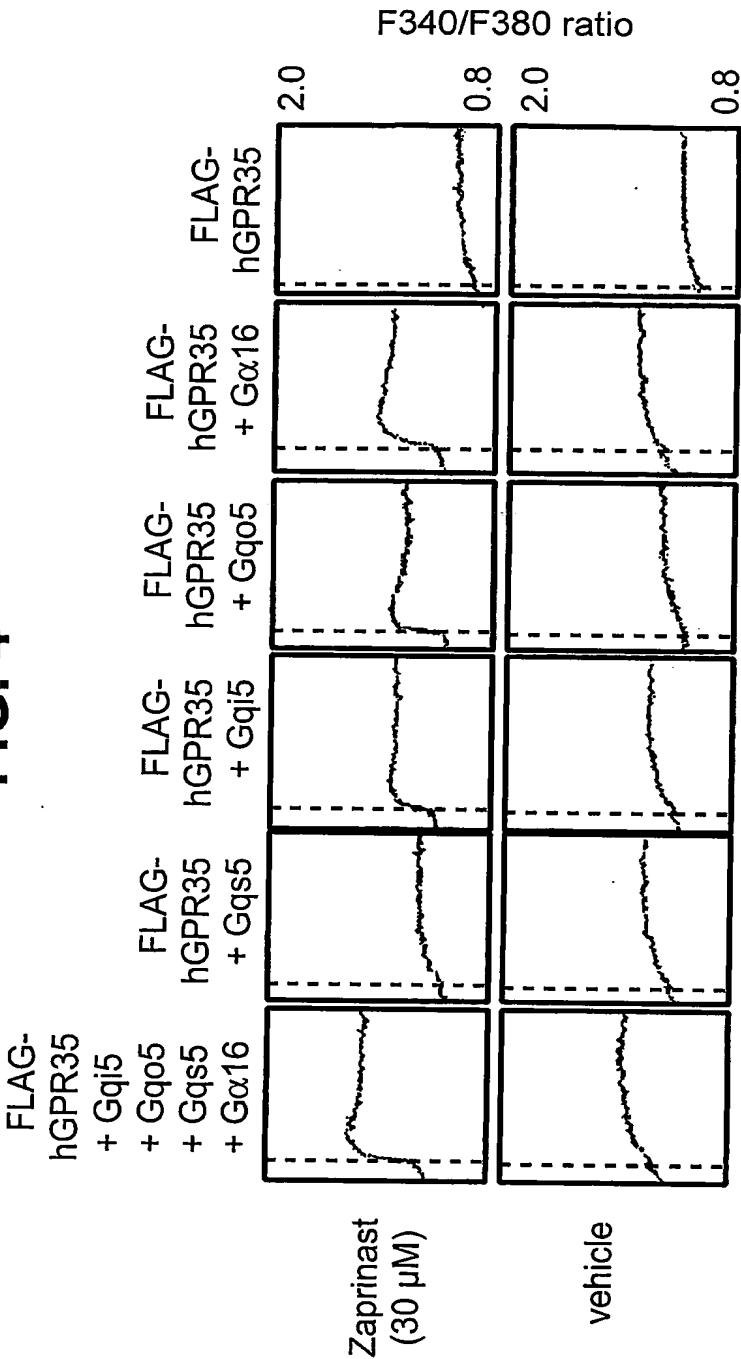 F340/F380 ratio
2.0
0.8
2.0
0.8
FLAG-
hGPR35
+ Gqi5
+ Gqo5
+ Gqs5
+ Gα16
FLAG-
hGPR35
+ Gqs5
FLAG-
hGPR35
+ Gqi5
FLAG-
hGPR35
+ Gqo5
FLAG-
hGPR35
+ Gα16
FLAG-
hGPR35
Zaprinast
(30 µM)
vehicle